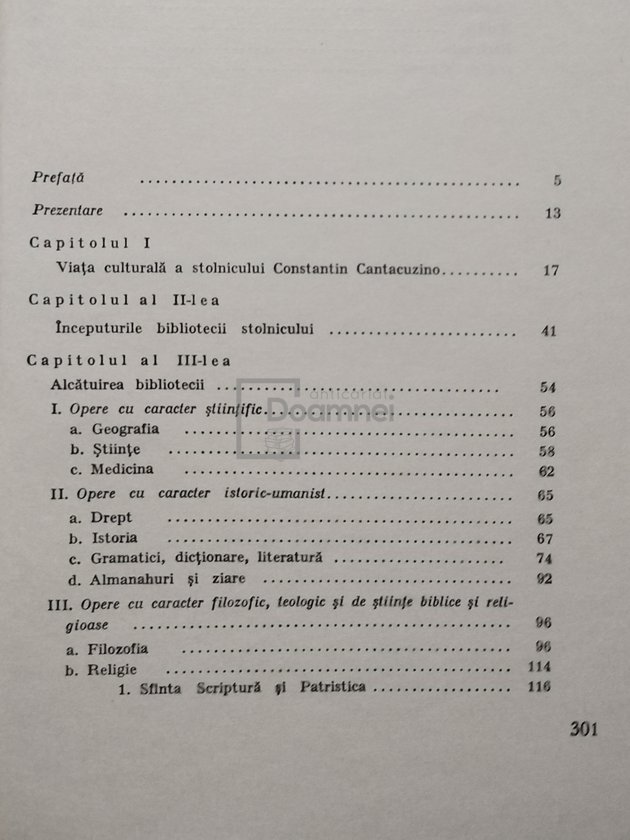 Prefață ................................................ 5
Prezentare ................................................ 13
Capitolul I
Viața culturală a stolnicului Constantin Cantacuzino.......... 17
Capitolul al II-lea
Începuturile bibliotecii stolnicului ........................ 41
Capitolul al III-lea
Alcătuirea bibliotecii .................................... 54
anticariat
Doamnei
I. Opere cu caracter științific................................ 56
a. Geografia .................................... 56
b. Științe .................................... 58
c. Medicina .................................... 62
II. Opere cu caracter istoric-umanist........................ 65
a. Drept .................................... 65
b. Istoria .................................... 67
c. Gramatici, dicționare, literatură ..................... 74
d. Almanahuri și ziare ............................ 92
III. Opere cu caracter filozofic, teologic și de științe biblice și reli-
gioase ............................................ 96
a. Filozofia .................................... 96
b. Religie .................................... 114
1. Sfînta Scriptură și Patristica .................. 116
301